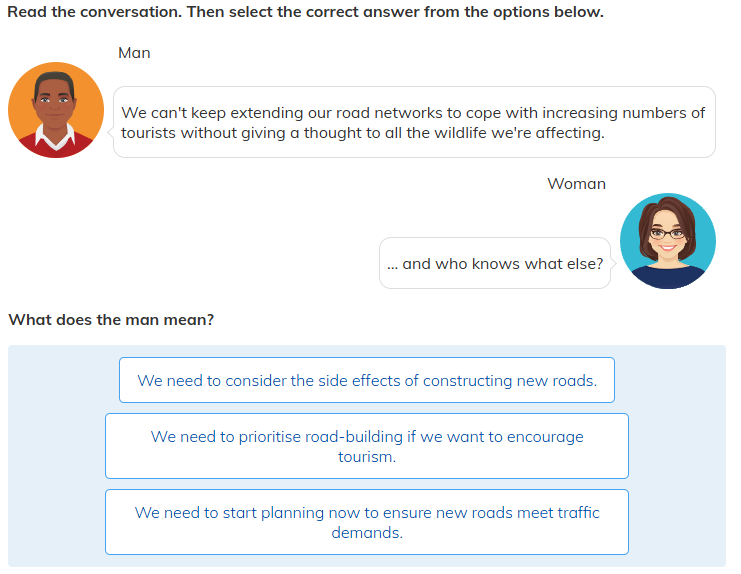 Read the conversation. Then select the correct answer from the options below.
Man
We can't keep extending our road networks to cope with increasing numbers of
tourists without giving a thought to all the wildlife we're affecting.
Woman
... and who knows what else?
What does the man mean?
We need to consider the side effects of constructing new roads.
We need to prioritise road-building if we want to encourage
tourism.
We need to start planning now to ensure new roads meet traffic
demands.